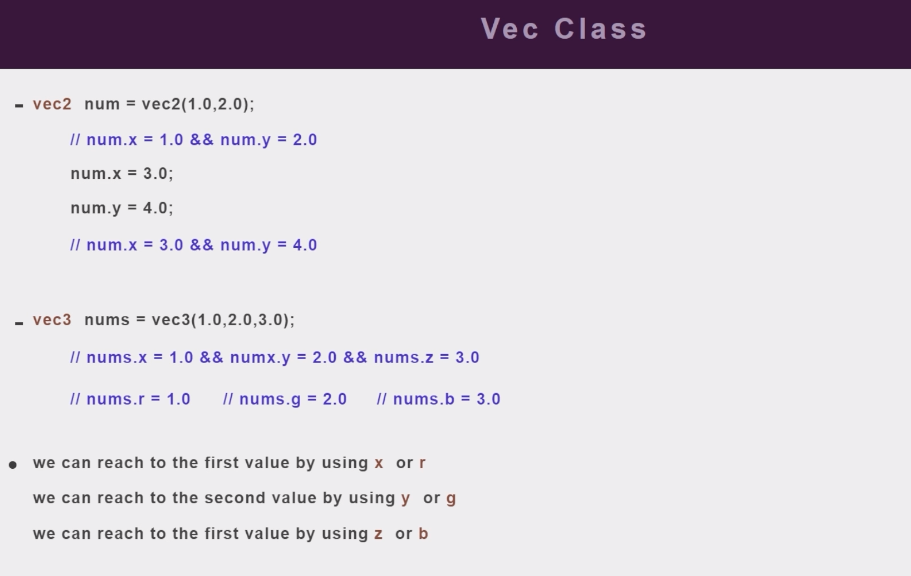 Vec Class
- vec2 num = vec2(1.0,2.0);
// num.x = 1.0 && num.y = 2.0
num.x = 3.0;
num.y = 4.0;
// num.x = 3.0 && num.y = 4.0
- vec3 nums = vec3(1.0,2.0,3.0);
// nums.x = 1.0 && numx.y = 2.0 && nums.z = 3.0
// nums.r = 1.0 // nums.g = 2.0 // nums.b = 3.0
● we can reach to the first value by using x or r
we can reach to the second value by using y or g
we can reach to the first value by using z or b